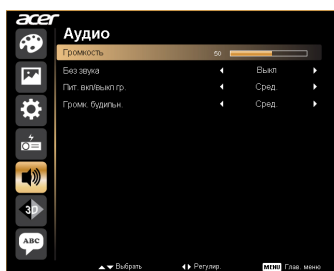 acer
Аудио
Громкость 50
Без звука Выкл
Пит. вкл/выкл гр. Сред.
Громк. будильн. Сред.
3D
ABC
Выбрать Регулир. MENU Глав. меню